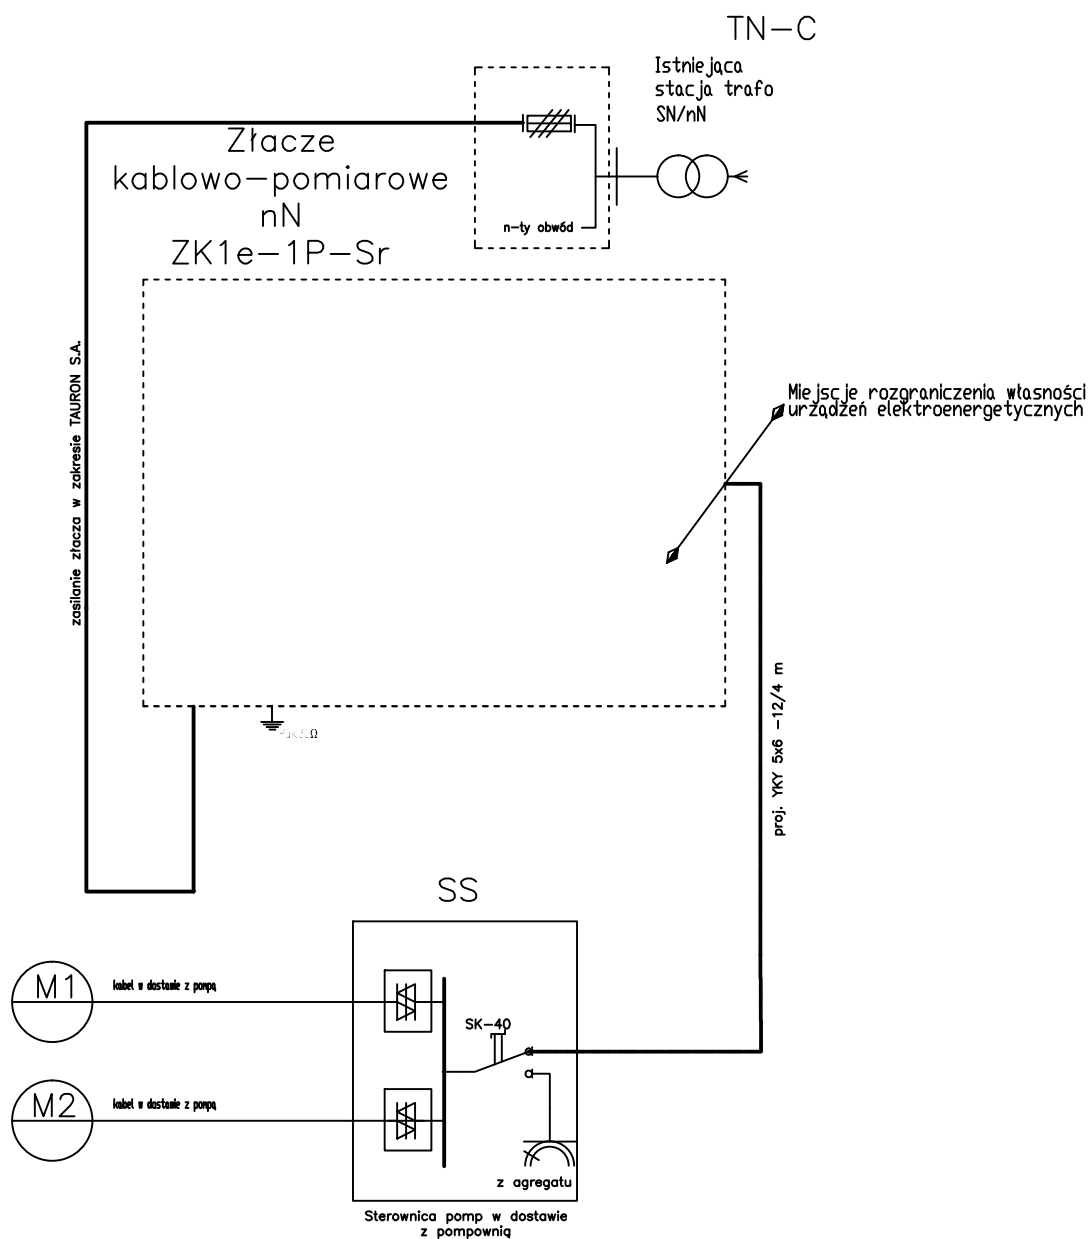 TN-C
Istniejąca
stacja trafo
SN/nN
Złacze
kablowo-pomiarowe
nN
ZK1e-1P-Sr
n-ty obwód
zasilanie złacza w zakresie TAURON S.A.
Miejscje rozgraniczenia własności
urządzeń elektroenergetycznych
Ω
proj. YKY 5x6 -12/4 m
SS
M1
kabel w dostawie z pompą
SK-40
M2
kabel w dostawie z pompą
z agregatu
Sterownica pomp w dostawie
z pompownią